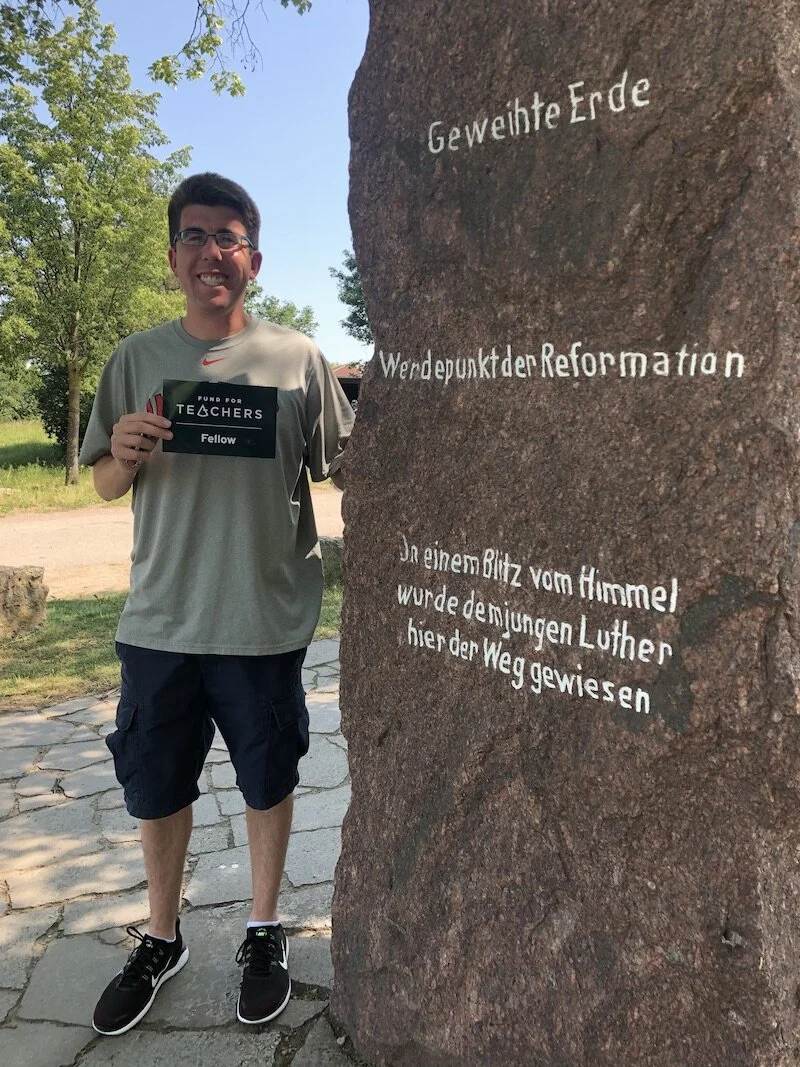 Geweihte Erde
Werdepunkt der Reformation
FUND FOR
TEACHERS
Fellow
In einem Blitz vom Himmel
wurde dem jungen Luther
hier der Weg gewiesen